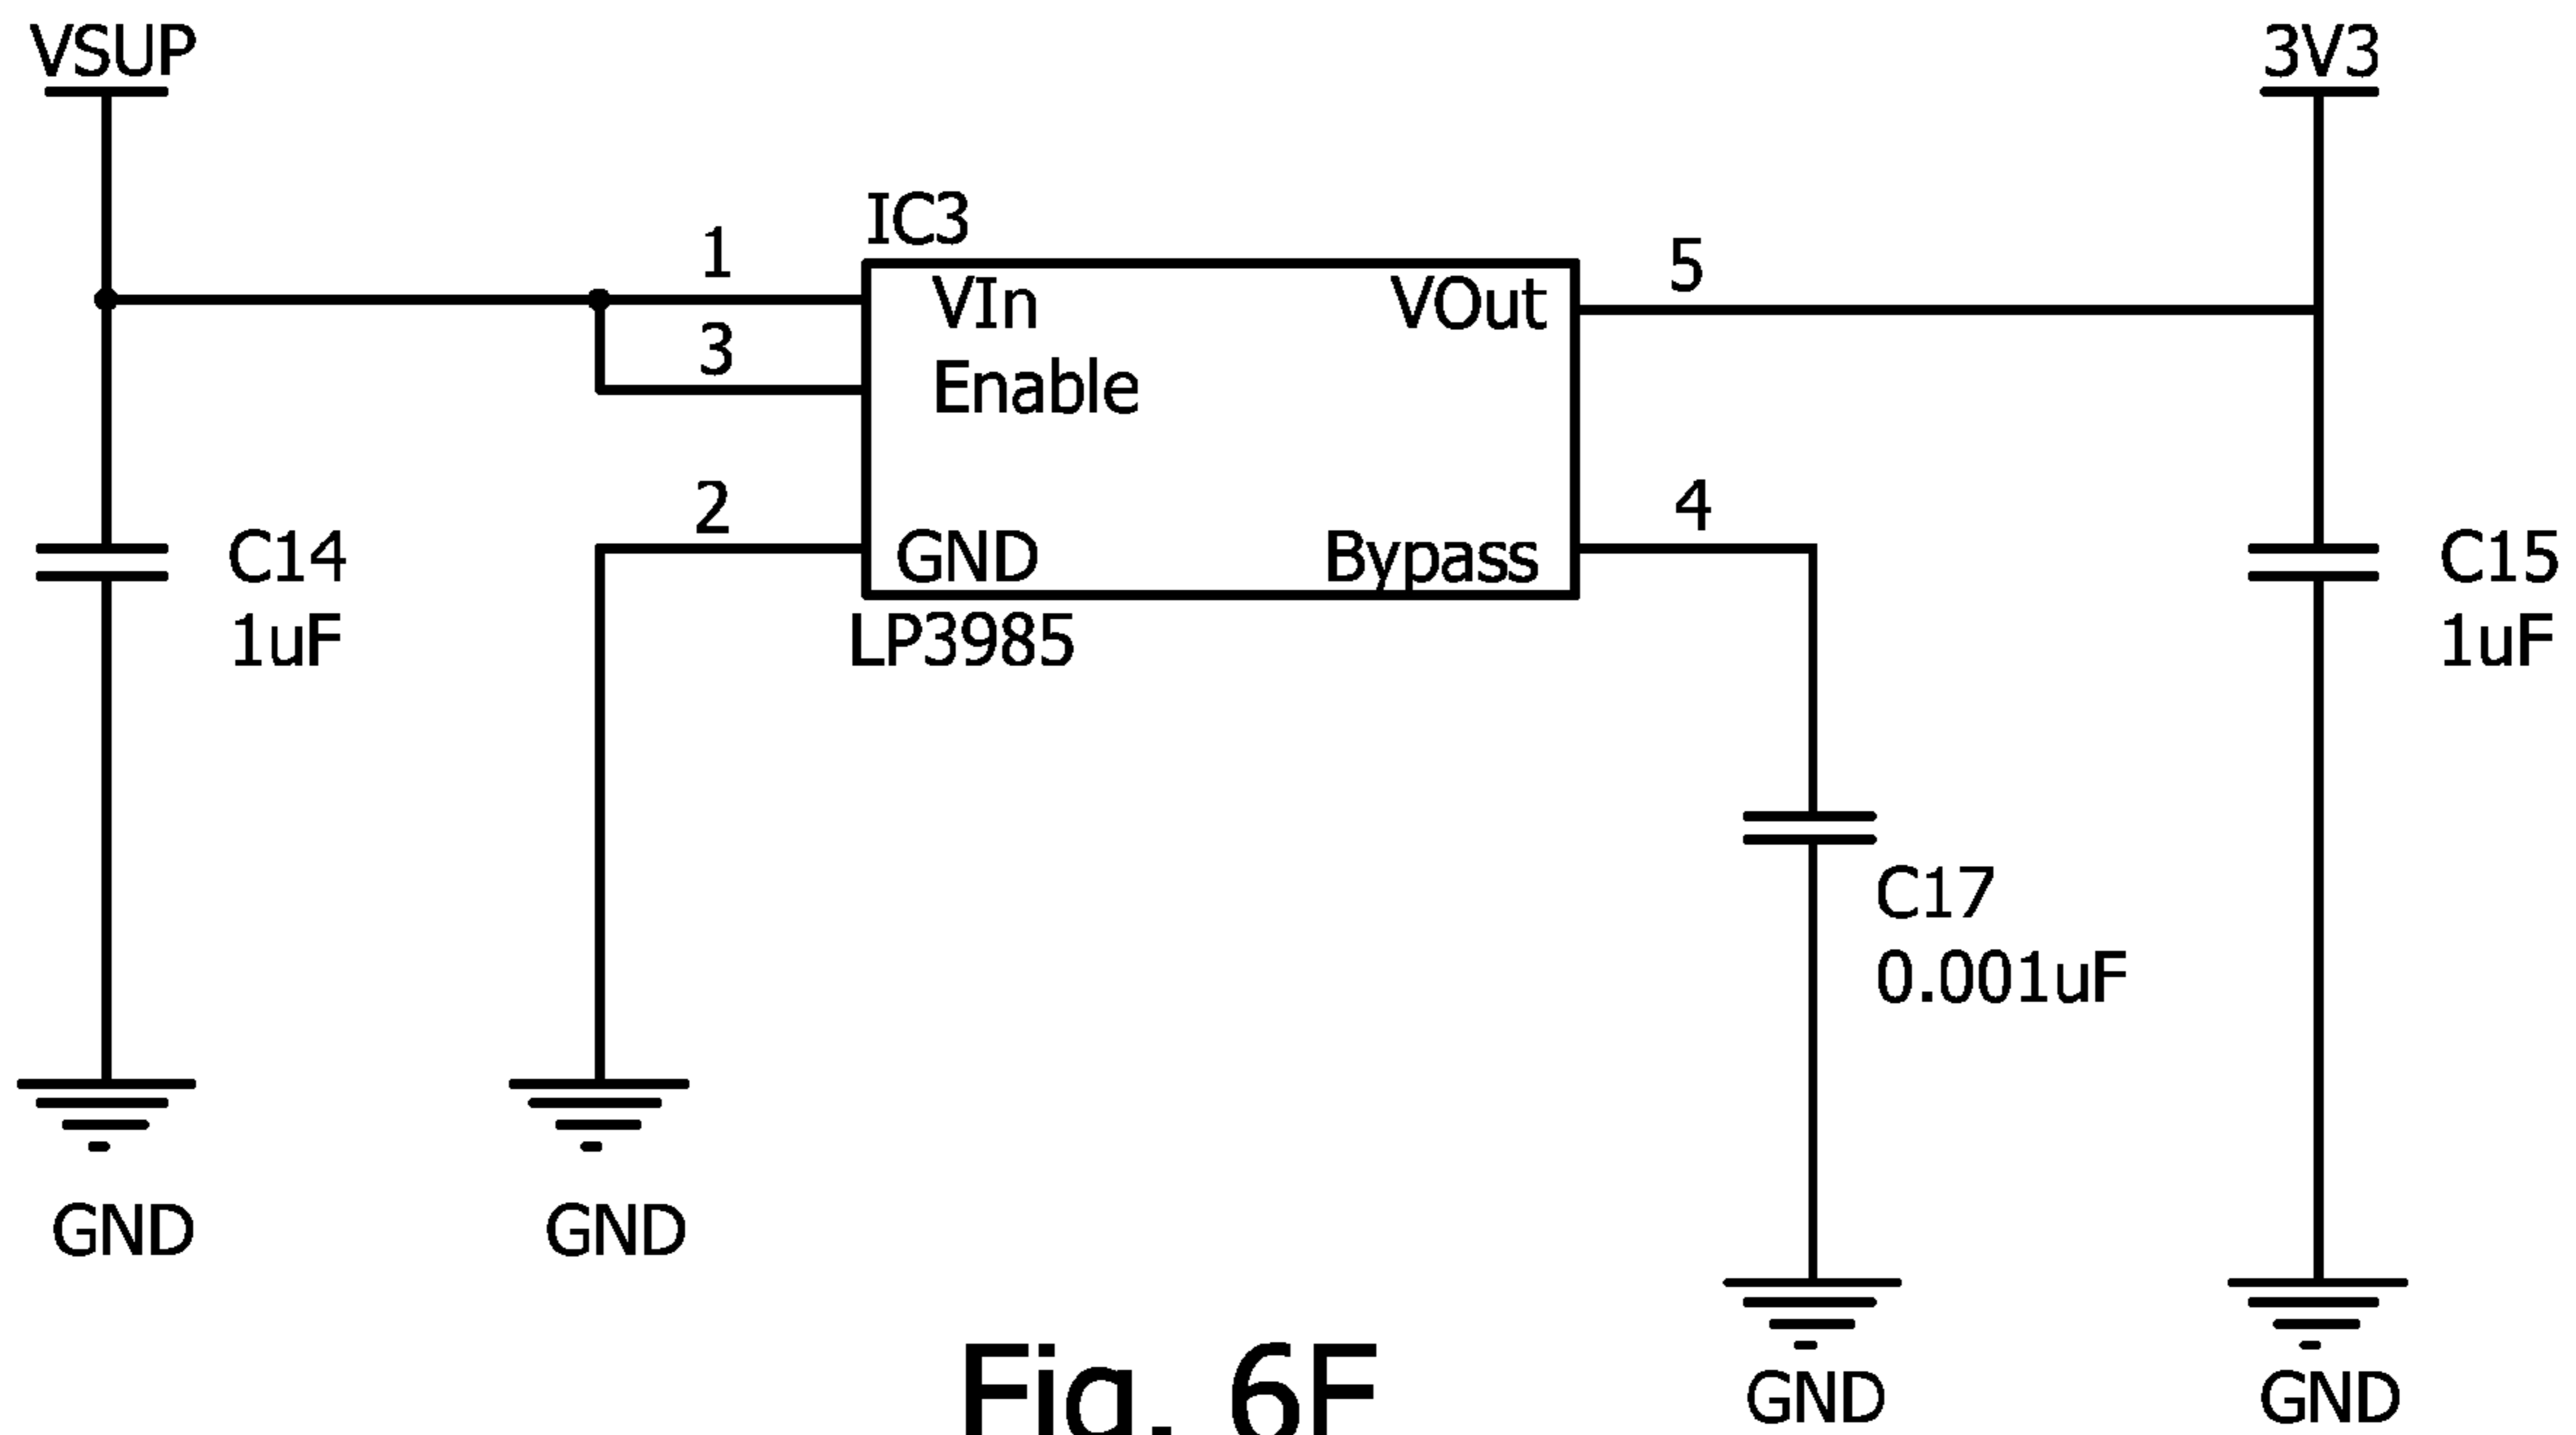 VSUP
3V3
IC3
1
5
VIn
VOut
3
Enable
2
4
GND
Bypass
LP3985
C14
1uF
C15
1uF
C17
0.001uF
GND
GND
GND
GND
Fig. 6F